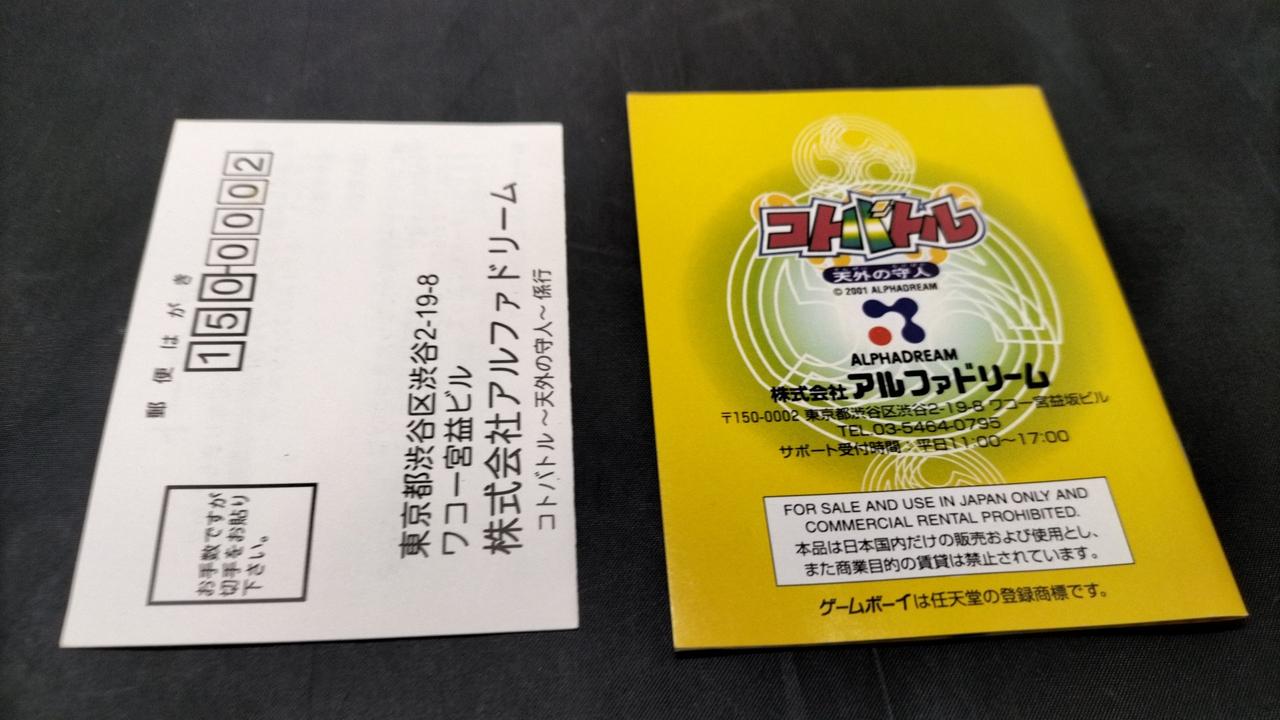 郵便はがき
150-0002
東京都渋谷区渋谷2-19-8
ワコー宮益ビル
株式会社アルファドリーム
コトバトル ～天外の守人～ 係行
お手数ですが
切手をお貼り
下さい。
コトバトル
天外の守人
© 2001 ALPHADREAM
ALPHADREAM
株式会社アルファドリーム
〒150-0002 東京都渋谷区渋谷2-19-8 ワコー宮益坂ビル
TEL.03-5464-0795
サポート受付時間：平日11:00～17:00
FOR SALE AND USE IN JAPAN ONLY AND
COMMERCIAL RENTAL PROHIBITED.
本品は日本国内だけの販売および使用とし、
また商業目的の賃貸は禁止されています。
ゲームボーイは任天堂の登録商標です。